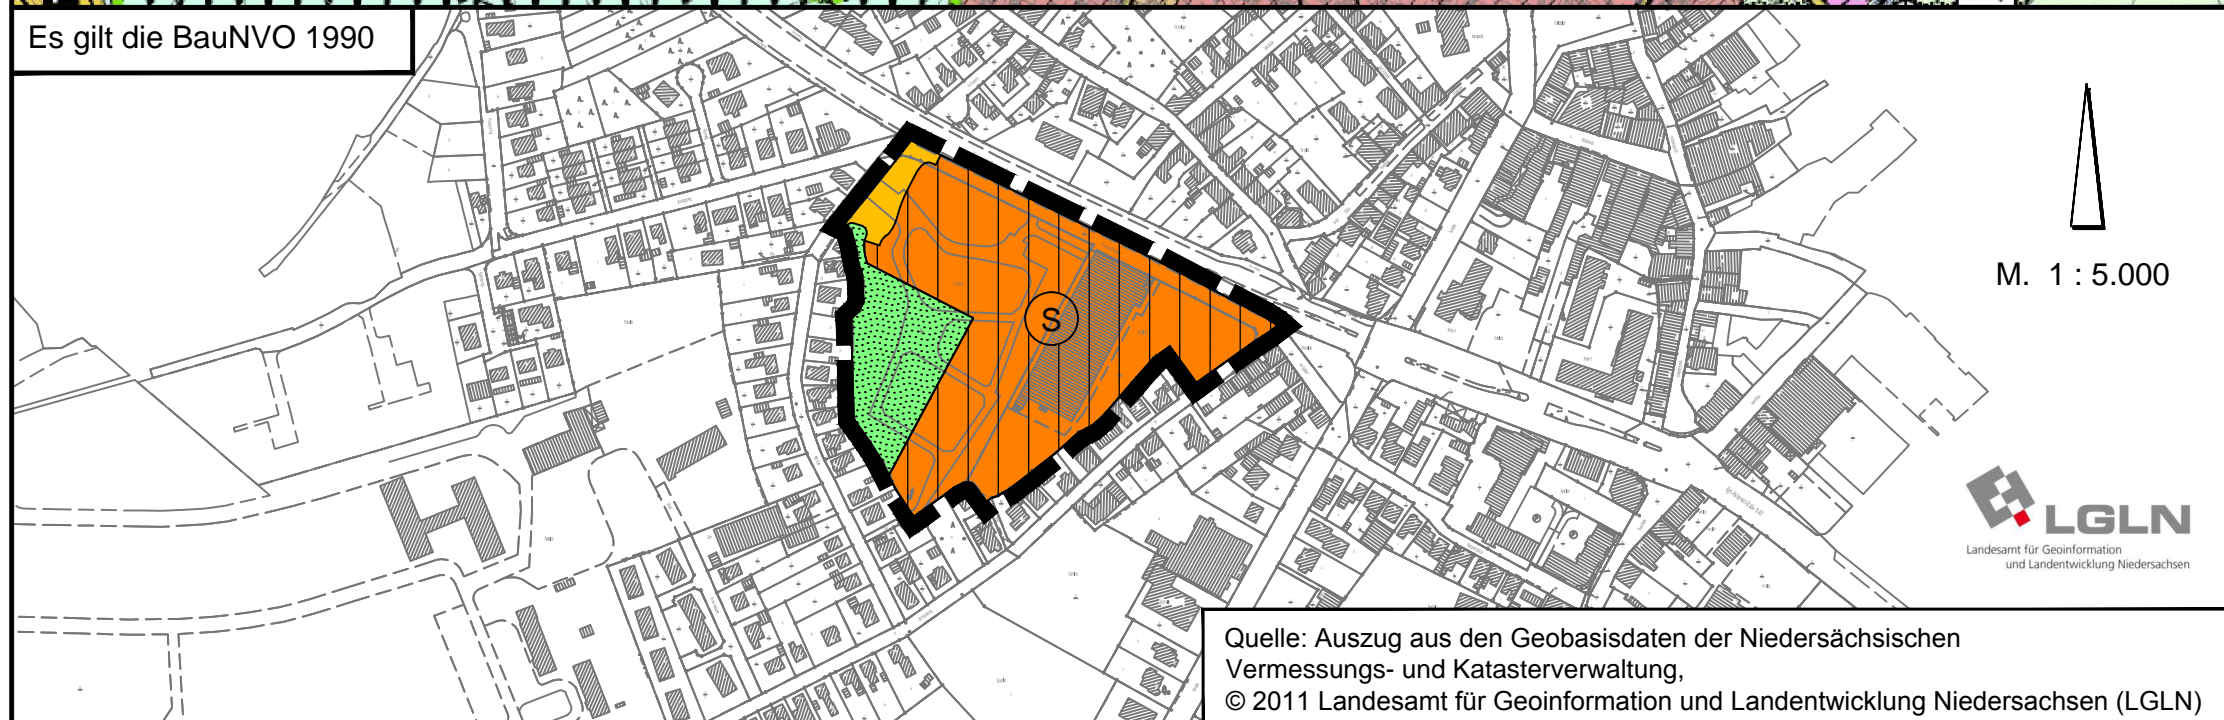 Es gilt die BauNVO 1990
S
M. 1 : 5.000
LGLN
Landesamt für Geoinformation
und Landentwicklung Niedersachsen
Quelle: Auszug aus den Geobasisdaten der Niedersächsischen
Vermessungs- und Katasterverwaltung,
© 2011 Landesamt für Geoinformation und Landentwicklung Niedersachsen (LGLN)